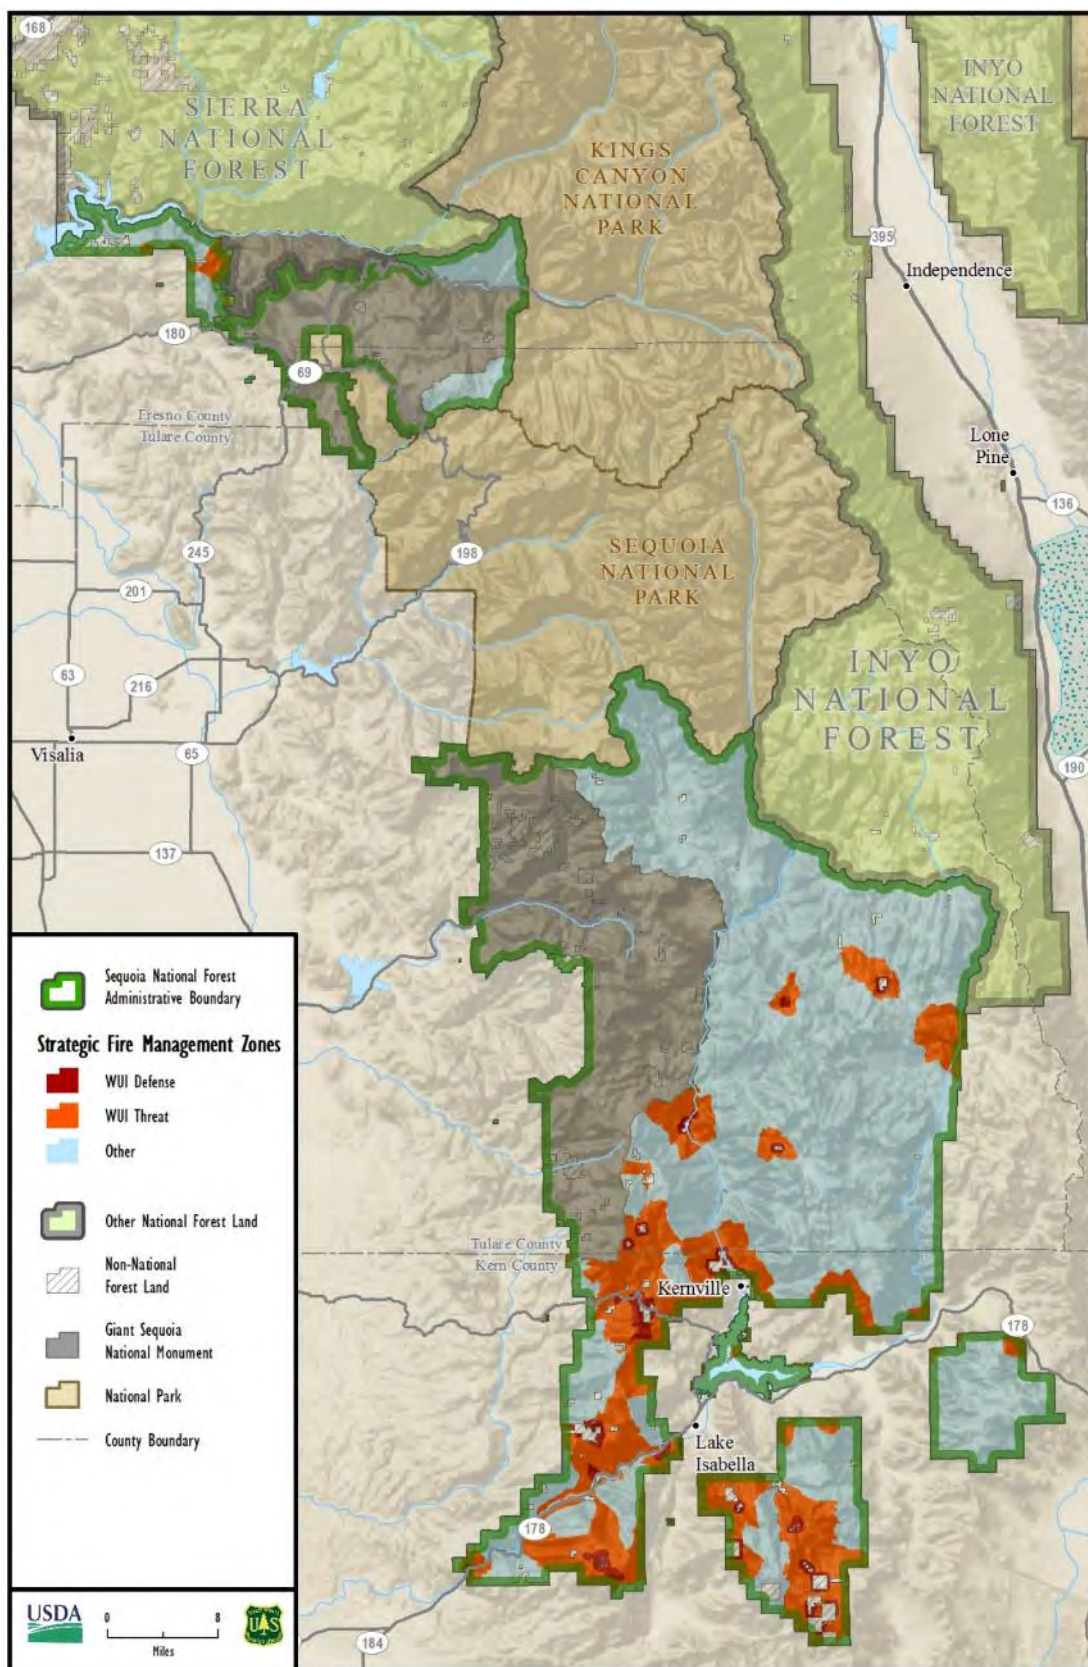 168
SIERRA
NATIONAL
FOREST
KINGS
CANYON
NATIONAL
PARK
INYO
NATIONAL
FOREST
395
Independence
180
69
Fresno County
Tulare County
Lone
Pine
136
245
198
SEQUOIA
NATIONAL
PARK
201
63
216
INYO
NATIONAL
FOREST
Visalia
65
190
137
Tulare County
Kern County
Kernville
178
Lake
Isabella
178
184
Sequoia National Forest
Administrative Boundary
Strategic Fire Management Zones
WUI Defense
WUI Threat
Other
Other National Forest Land
Non-National
Forest Land
Giant Sequoia
National Monument
National Park
County Boundary
USDA
0 8
Miles